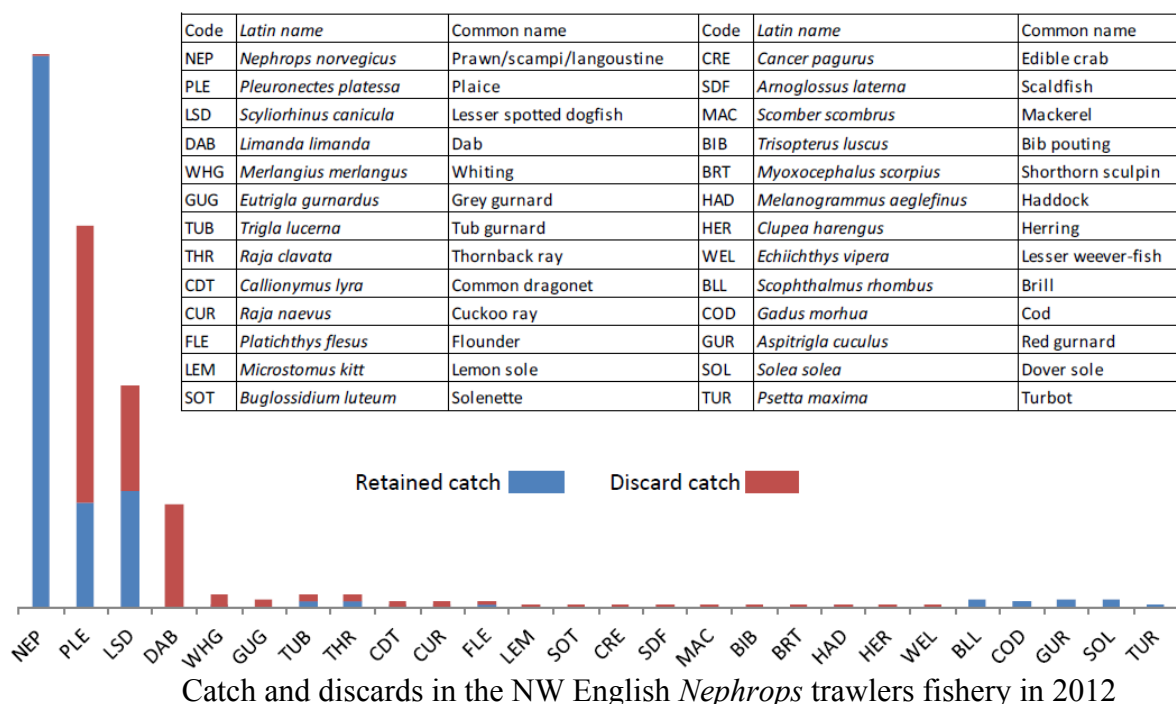 Code Latin name Common name Code Latin name Common name
NEP Nephrops norvegicus Prawn/scampi/langoustine CRE Cancer pagurus Edible crab
PLE Pleuronectes platessa Plaice SDF Arnoglossus laterna Scaldfish
LSD Scyliorhinus canicula Lesser spotted dogfish MAC Scomber scombrus Mackerel
DAB Limanda limanda Dab BIB Trisopterus luscus Bib pouting
WHG Merlangius merlangus Whiting BRT Myoxocephalus scorpius Shorthorn sculpin
GUG Eutrigla gurnardus Grey gurnard HAD Melanogrammus aeglefinus Haddock
TUB Trigla lucerna Tub gurnard HER Clupea harengus Herring
THR Raja clavata Thornback ray WEL Echiichthys vipera Lesser weever-fish
CDT Callionymus lyra Common dragonet BLL Scophthalmus rhombus Brill
CUR Raja naevus Cuckoo ray COD Gadus morhua Cod
FLE Platichthys flesus Flounder GUR Aspitrigla cuculus Red gurnard
LEM Microstomus kitt Lemon sole SOL Solea solea Dover sole
SOT Buglossidium luteum Solenette TUR Psetta maxima Turbot
Retained catch Discard catch
NEP PLE LSD DAB WHG GUG TUB THR CDT CUR FLE LEM SOT CRE SDF MAC BIB BRT HAD HER WEL BLL COD GUR SOL TUR
Catch and discards in the NW English Nephrops trawlers fishery in 2012